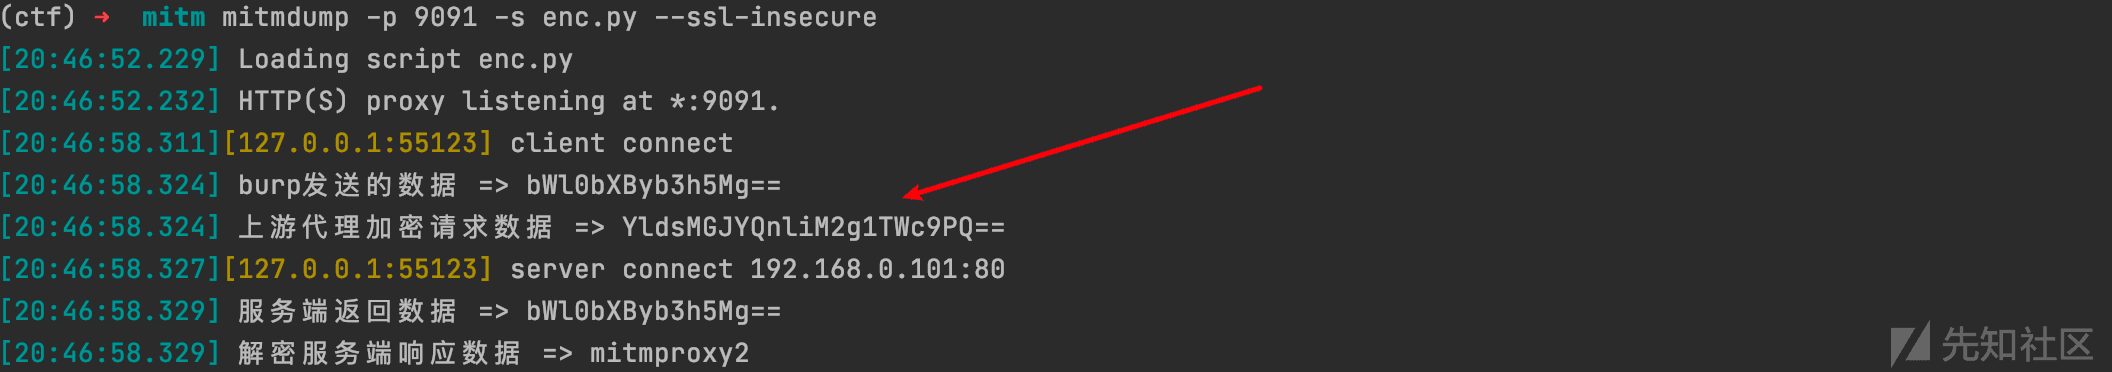 (ctf) → mitm mitmdump -p 9091 -s enc.py --ssl-insecure
[20:46:52.229] Loading script enc.py
[20:46:52.232] HTTP(S) proxy listening at *:9091.
[20:46:58.311][127.0.0.1:55123] client connect
[20:46:58.324] burp发送的数据 => bWl0bXByb3h5Mg==
[20:46:58.324] 上游代理加密请求数据 => YldsMGJYQnliM2g1TWc9PQ==
[20:46:58.327][127.0.0.1:55123] server connect 192.168.0.101:80
[20:46:58.329] 服务端返回数据 => bWl0bXByb3h5Mg==
[20:46:58.329] 解密服务端响应数据 => mitmproxy2
先知社区